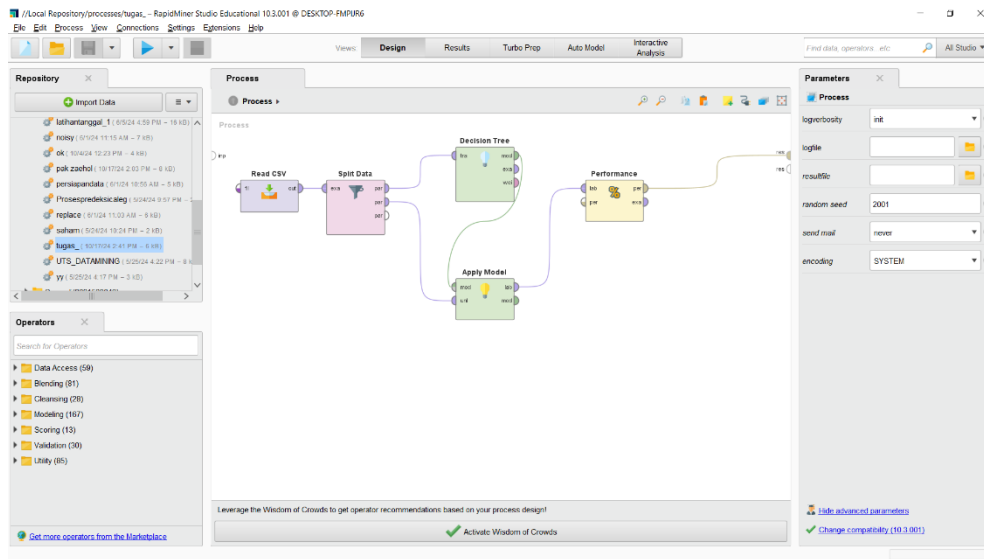 //Local Repository/processes/tugas_ – RapidMiner Studio Educational 10.3.001 @ DESKTOP-FMPUR6
File Edit Process View Connections Settings Extensions Help
Views: Design Results Turbo Prep Auto Model Interactive Analysis
Find data, operators...etc All Studio
Repository
Import Data
latihantanggal_1 (6/5/24 4:59 PM – 16 kB)
noisy (6/1/24 11:15 AM – 7 kB)
ok (10/4/24 12:23 PM – 4 kB)
pak zaehol (10/17/24 2:03 PM – 6 kB)
persiapandata (6/1/24 10:55 AM – 5 kB)
Prosespredeksicaleg (5/24/24 9:57 PM –
replace (6/1/24 11:03 AM – 6 kB)
saham (5/24/24 10:24 PM – 2 kB)
tugas_ (10/17/24 2:41 PM – 6 kB)
UTS_DATAMINING (5/25/24 4:22 PM –
yy (5/25/24 4:17 PM – 3 kB)
Operators
Search for Operators
Data Access (59)
Blending (81)
Cleansing (28)
Modeling (167)
Scoring (13)
Validation (30)
Utility (85)
Get more operators from the Marketplace
Process
Process
Process
inp
Read CSV
fil out
Split Data
exa par
par
par
Decision Tree
tra mod
exa
wei
Apply Model
mod lab
unl mod
Performance
lab per
per exa
res
res
Leverage the Wisdom of Crowds to get operator recommendations based on your process design!
Activate Wisdom of Crowds
Parameters
Process
logverbosity init
logfile
resultfile
random seed 2001
send mail never
encoding SYSTEM
Hide advanced parameters
Change compatibility (10.3.001)